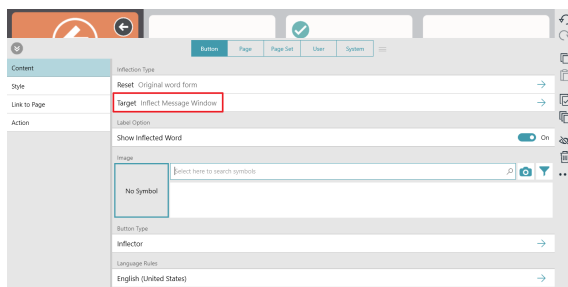 Button Page Page Set User System
Content
Style
Link to Page
Action
Inflection Type
Reset Original word form
Target Inflect Message Window
Label Option
Show Inflected Word On
Image
No Symbol
Select here to search symbols
Button Type
Inflector
Language Rules
English (United States)